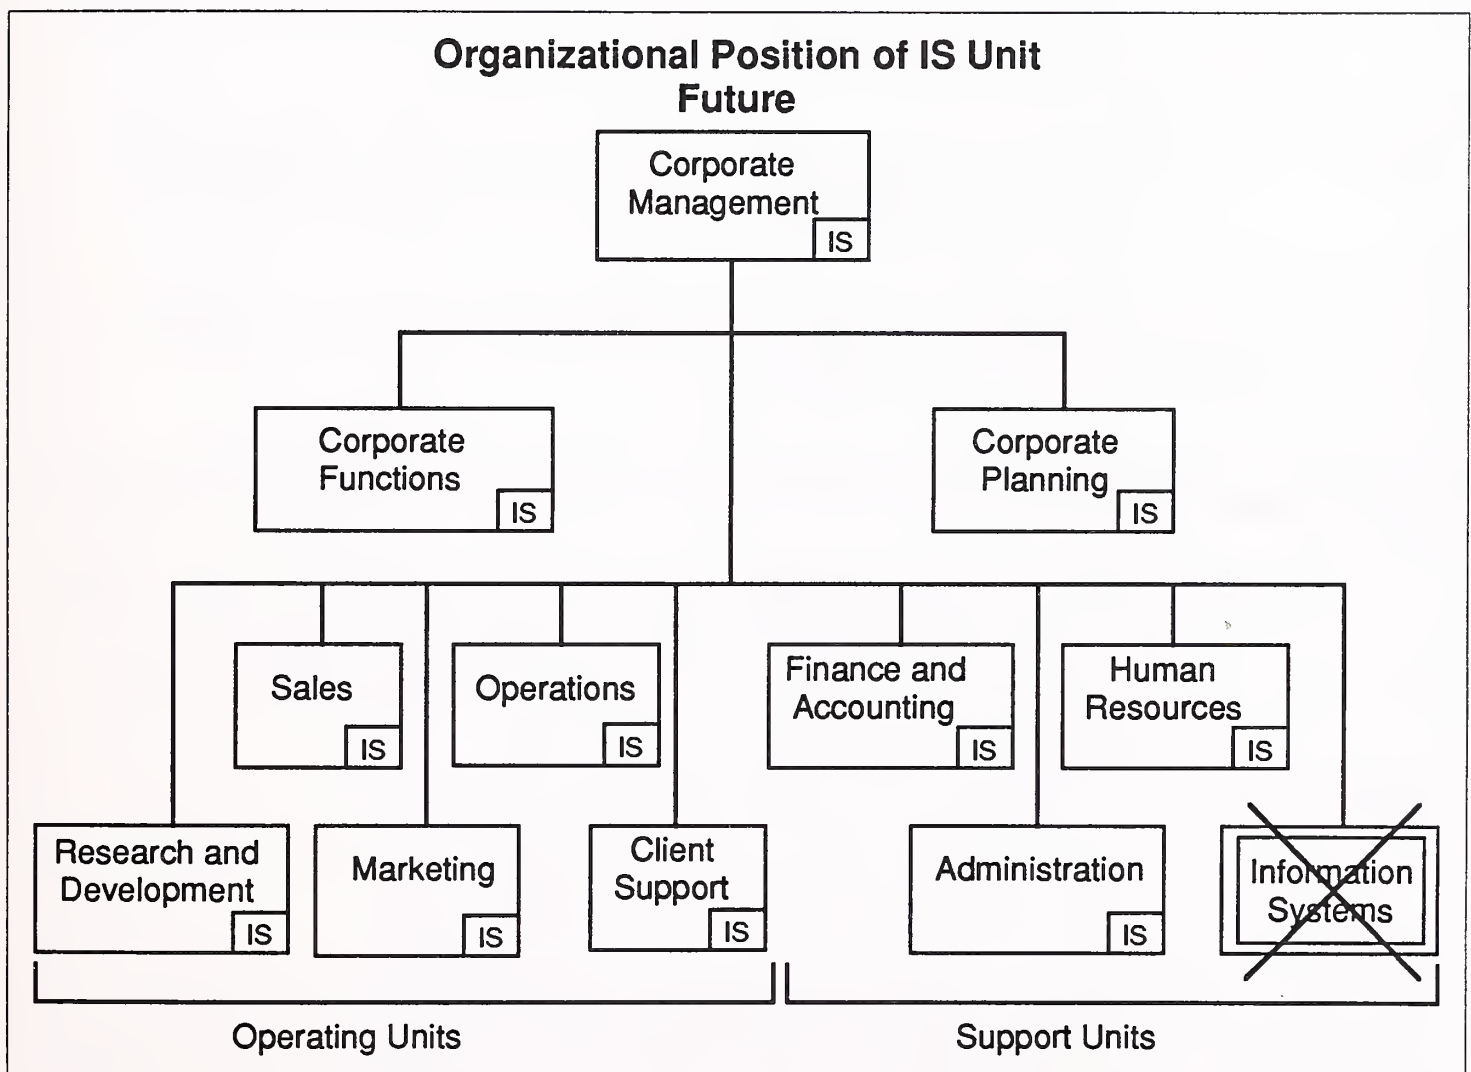 Organizational Position of IS Unit
Future
Corporate
Management
IS
Corporate
Functions
IS
Corporate
Planning
IS
Sales
IS
Operations
IS
Finance and
Accounting
IS
Human
Resources
IS
Research and
Development
IS
Marketing
IS
Client
Support
IS
Administration
IS
Information
Systems
Operating Units
Support Units